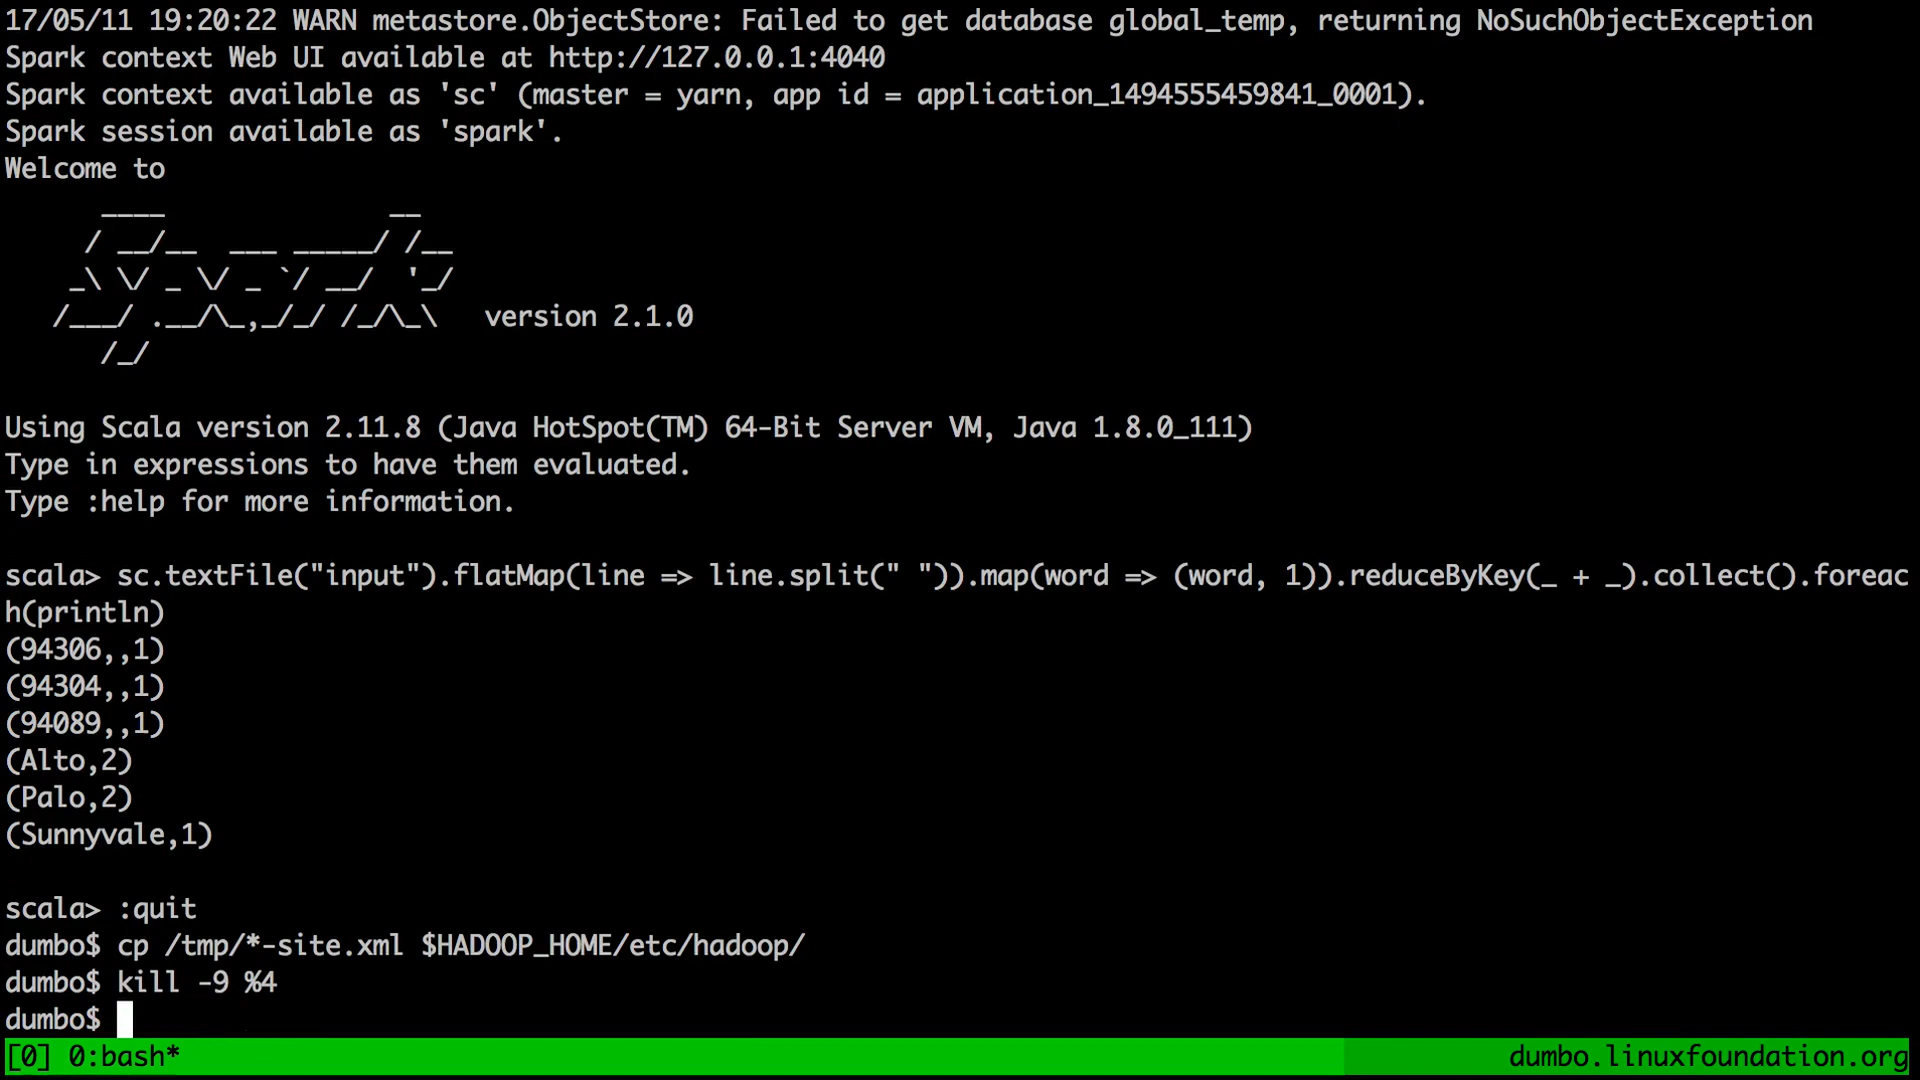 17/05/11 19:20:22 WARN metastore.ObjectStore: Failed to get database global_temp, returning NoSuchObjectException
Spark context Web UI available at http://127.0.0.1:4040
Spark context available as 'sc' (master = yarn, app id = application_1494555459841_0001).
Spark session available as 'spark'.
Welcome to
      ____              __
     / __/__  ___ _____/ /__
    _\ \/ _ \/ _ `/ __/  '_/
   /___/ .__/\_,_/_/ /_/\_\   version 2.1.0
      /_/
Using Scala version 2.11.8 (Java HotSpot(TM) 64-Bit Server VM, Java 1.8.0_111)
Type in expressions to have them evaluated.
Type :help for more information.
scala> sc.textFile("input").flatMap(line => line.split(" ")).map(word => (word, 1)).reduceByKey(_ + _).collect().foreac
h(println)
(94306,,1)
(94304,,1)
(94089,,1)
(Alto,2)
(Palo,2)
(Sunnyvale,1)
scala> :quit
dumbo$ cp /tmp/*-site.xml $HADOOP_HOME/etc/hadoop/
dumbo$ kill -9 %4
dumbo$
[0] 0:bash* dumbo.linuxfoundation.org